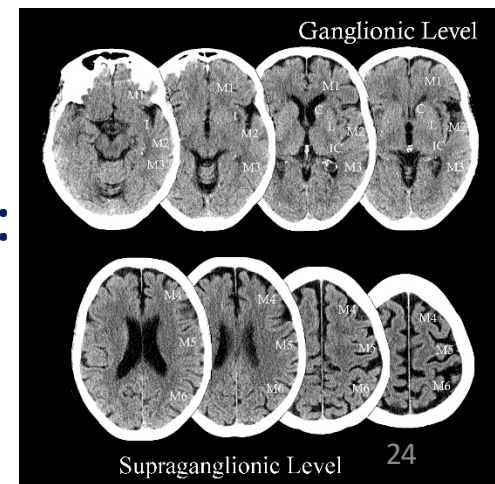 Ganglionic Level
M1 M1 M1 M1
I I C C
L L
M2 M2 M2 M2
IC IC
M3 M3 M3 M3
:
M4 M4 M4 M4
M5 M5 M5 M5
M6 M6 M6 M6
Supraganglionic Level
24